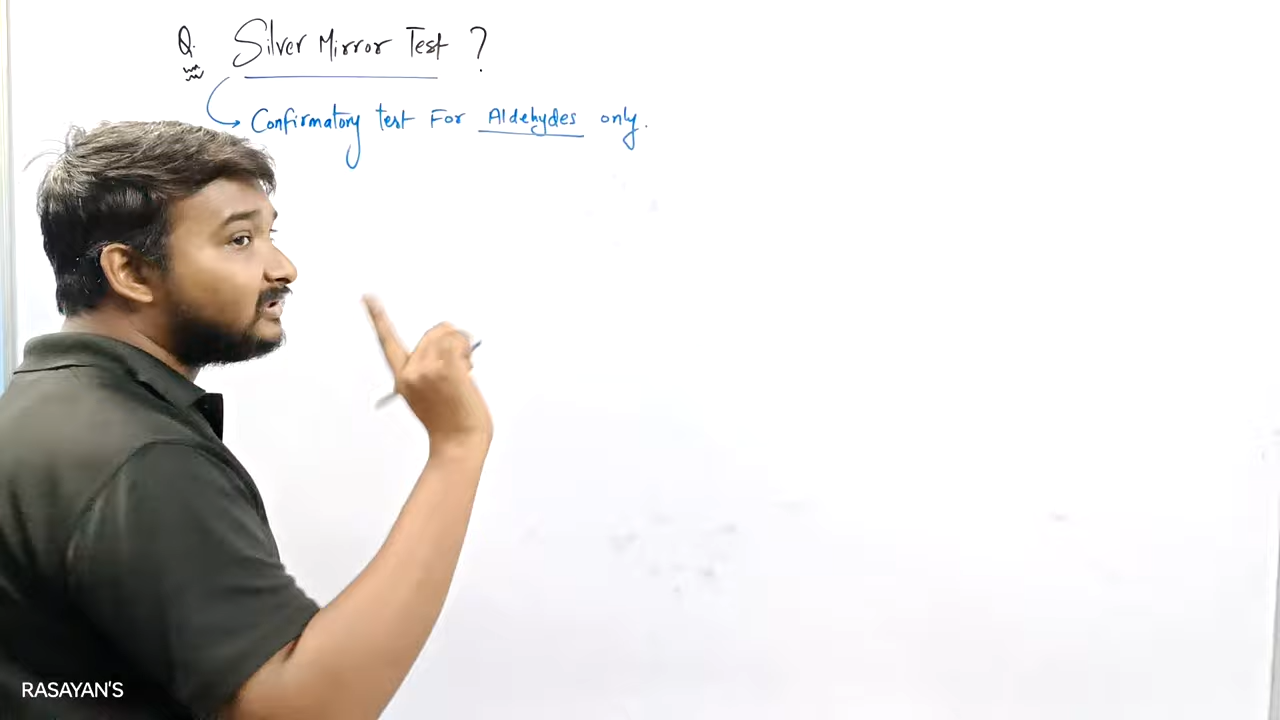 Q. Silver Mirror Test ?
Confirmatory test For Aldehydes only.
RASAYAN'S